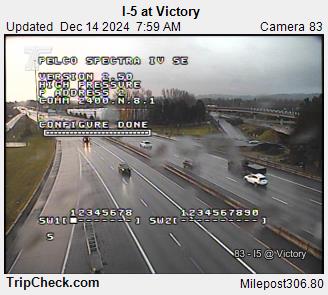 I-5 at Victory
Updated Dec 14 2024 7:59 AM Camera 83
PELCO SPECTRA IV SE
VERSION 2.50
HIGH PRESSURE
P ADDRESS 2
COMM 2400,N,8,1
CONFIGURE DONE
12345678 1234567890
SW1[ ] SW2[ ]
S
83 - I5 @ Victory
TripCheck.com Milepost306.80